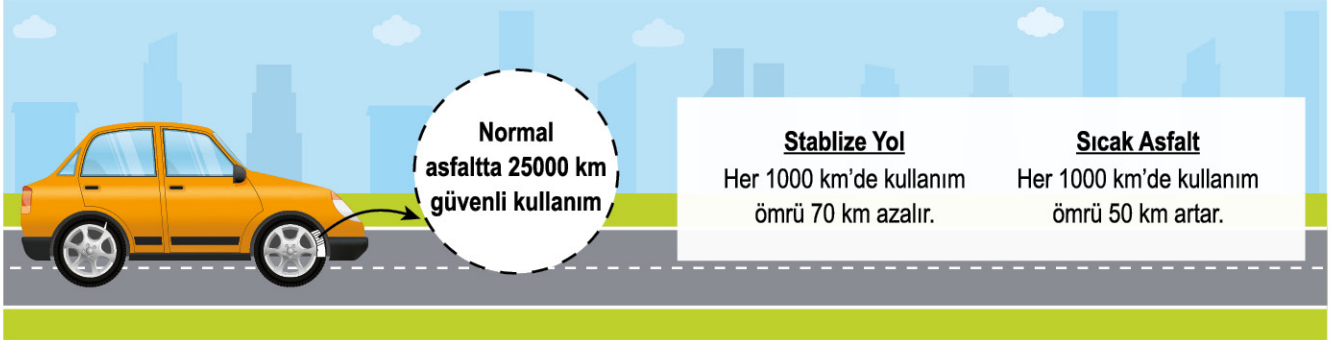 Normal
asfaltta 25000 km
güvenli kullanım
Stablize Yol
Her 1000 km'de kullanım
ömrü 70 km azalır.
Sıcak Asfalt
Her 1000 km'de kullanım
ömrü 50 km artar.